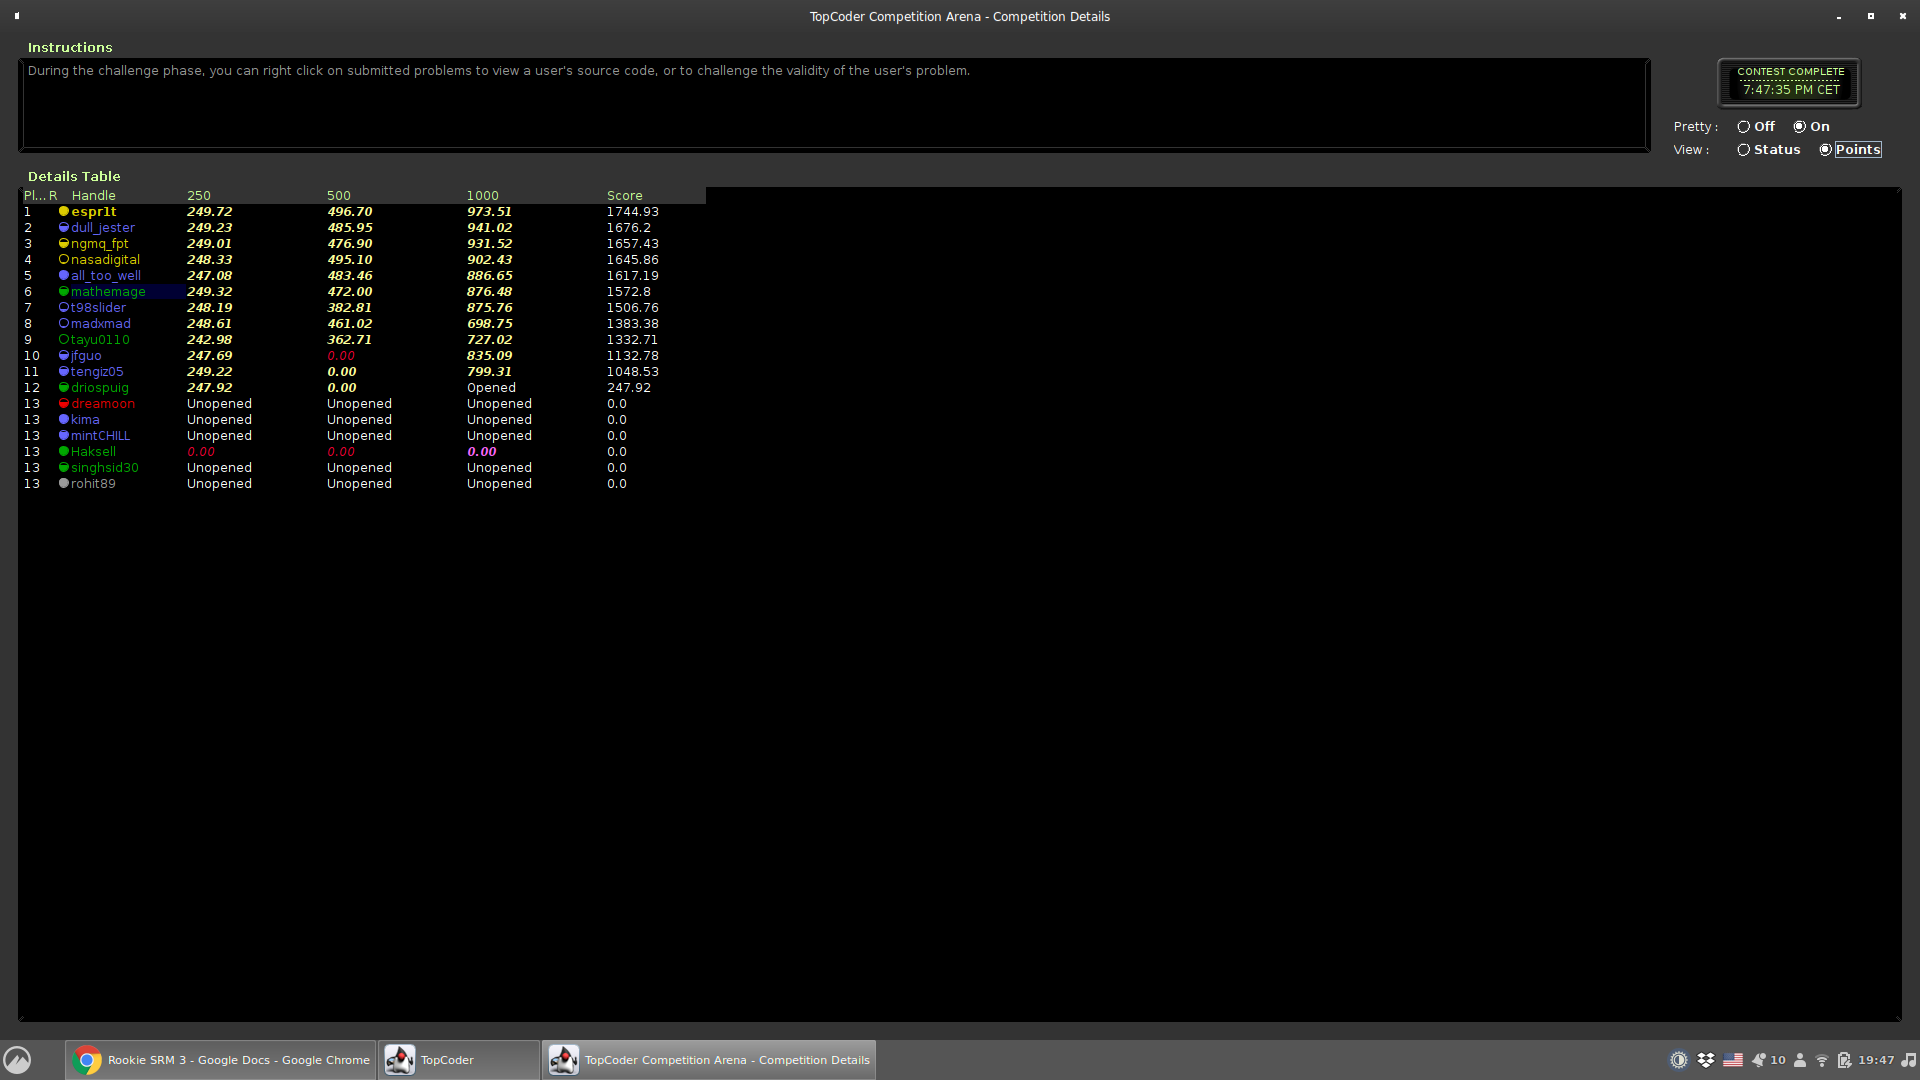 TopCoder Competition Arena - Competition Details
Instructions
During the challenge phase, you can right click on submitted problems to view a user's source code, or to challenge the validity of the user's problem.
CONTEST COMPLETE
7:47:35 PM CET
Pretty : Off On
View : Status Points
Details Table
Pl... R Handle 250 500 1000 Score
1 espr1t 249.72 496.70 973.51 1744.93
2 dull_jester 249.23 485.95 941.02 1676.2
3 ngmq_fpt 249.01 476.90 931.52 1657.43
4 nasadigital 248.33 495.10 902.43 1645.86
5 all_too_well 247.08 483.46 886.65 1617.19
6 mathemage 249.32 472.00 876.48 1572.8
7 t98slider 248.19 382.81 875.76 1506.76
8 madxmad 248.61 461.02 698.75 1383.38
9 tayu0110 242.98 362.71 727.02 1332.71
10 jfguo 247.69 0.00 835.09 1132.78
11 tengiz05 249.22 0.00 799.31 1048.53
12 driospuig 247.92 0.00 Opened 247.92
13 dreamoon Unopened Unopened Unopened 0.0
13 kima Unopened Unopened Unopened 0.0
13 mintCHILL Unopened Unopened Unopened 0.0
13 Haksell 0.00 0.00 0.00 0.0
13 singhsid30 Unopened Unopened Unopened 0.0
13 rohit89 Unopened Unopened Unopened 0.0
Rookie SRM 3 - Google Docs - Google Chrome TopCoder TopCoder Competition Arena - Competition Details 10 19:47